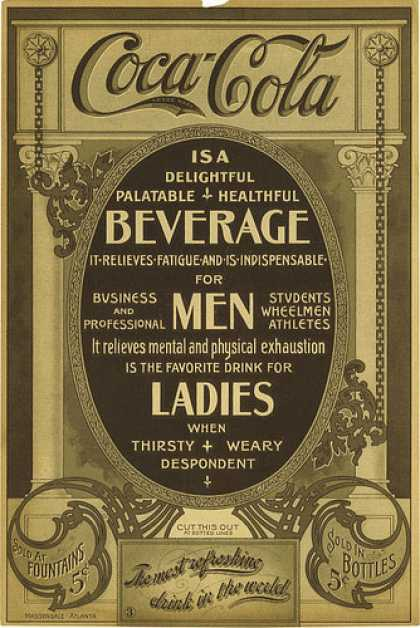 Coca-Cola
IS A
DELIGHTFUL
PALATABLE HEALTHFUL
BEVERAGE
IT·RELIEVES·FATIGUE·AND·IS·INDISPENSABLE·
FOR
BUSINESS AND PROFESSIONAL MEN STUDENTS WHEELMEN ATHLETES
It relieves mental and physical exhaustion
IS THE FAVORITE DRINK FOR
LADIES
WHEN
THIRSTY WEARY
DESPONDENT
CUT THIS OUT
AT DOTTED LINES
SOLD AT
FOUNTAINS
5¢
The most refreshing
drink in the world
SOLD IN
BOTTLES
5¢
3
ATLANTA